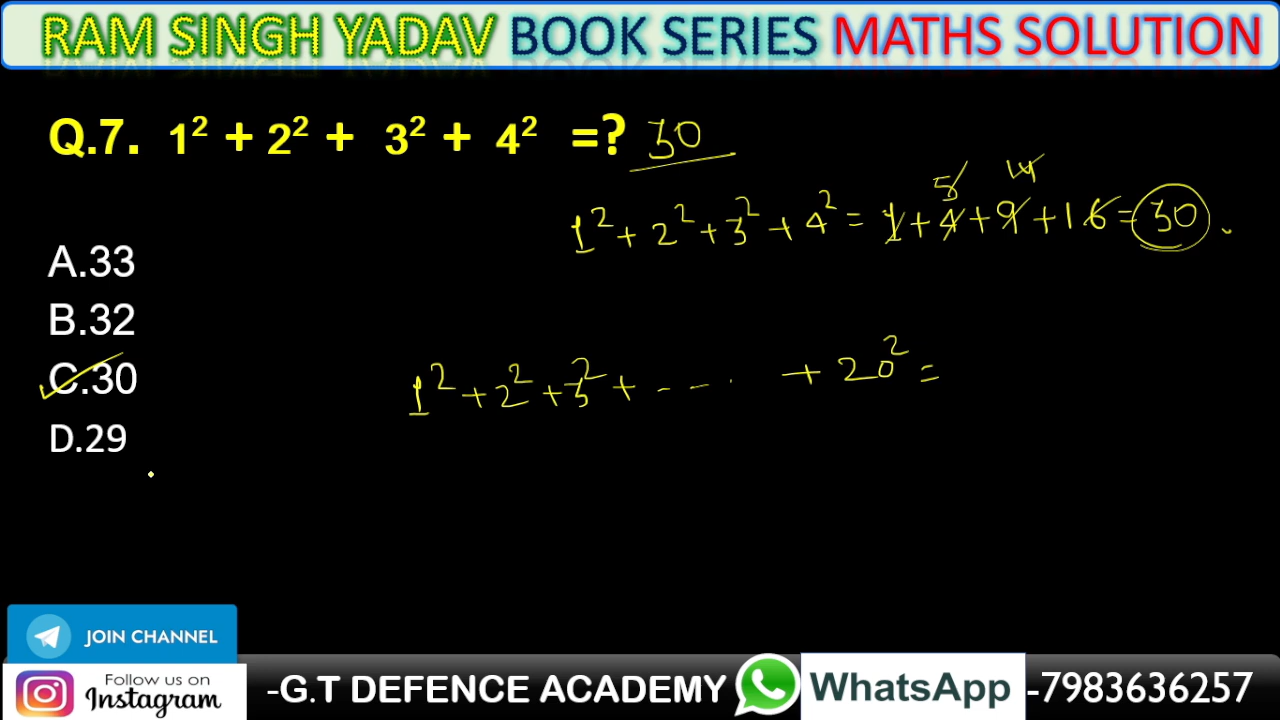 RAM SINGH YADAV BOOK SERIES MATHS SOLUTION
Q.7. 1² + 2² + 3² + 4² =? 30
5 14
1² + 2² + 3² + 4² = 1 + 4 + 9 + 16 = 30.
A.33
B.32
1² + 2² + 3² + - - - . + 20² =
C.30
D.29
JOIN CHANNEL
Follow us on
Instagram
-G.T DEFENCE ACADEMY WhatsApp -7983636257